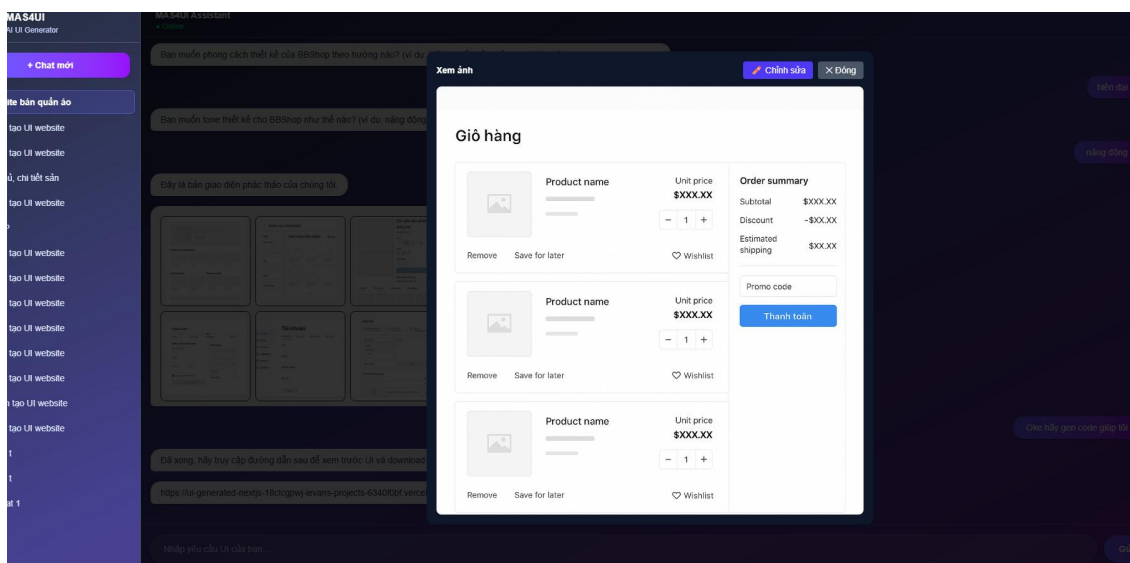 MAS4UI
AI UI Generator
+ Chat mới
ite bán quần áo
tạo UI website
tạo UI website
ủ, chi tiết sản
tạo UI website
?
tạo UI website
tạo UI website
tạo UI website
tạo UI website
tạo UI website
tạo UI website
n tạo UI website
tạo UI website
t
t
at 1
MAS4UI Assistant
Online
Bạn muốn phong cách thiết kế của BBShop theo hướng nào? (ví dụ
hiện đại
Bạn muốn tone thiết kế cho BBShop như thế nào? (ví dụ: năng động
năng động
Đây là bản giao diện phác thảo của chúng tôi.
Oke hãy gen code giúp tôi
Đã xong, hãy truy cập đường dẫn sau để xem trước UI và download
Nhập yêu cầu UI của bạn...
Xem ảnh
Chỉnh sửa
× Đóng
Giỏ hàng
Product name
Unit price
$XXX.XX
− 1 +
Remove Save for later Wishlist
Product name
Unit price
$XXX.XX
− 1 +
Remove Save for later Wishlist
Product name
Unit price
$XXX.XX
− 1 +
Remove Save for later Wishlist
Order summary
Subtotal $XXX.XX
Discount -$XX.XX
Estimated
shipping $XX.XX
Promo code
Thanh toán